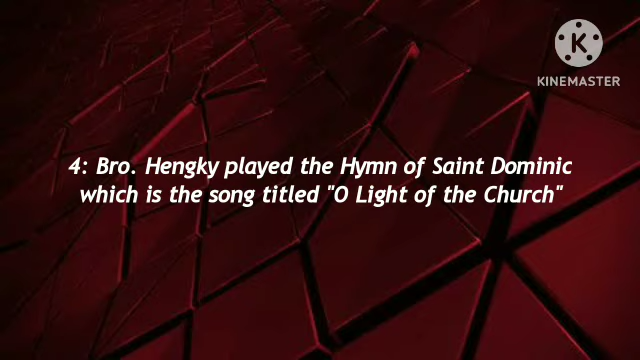 K
KINEMASTER
4: Bro. Hengky played the Hymn of Saint Dominic
which is the song titled "O Light of the Church"